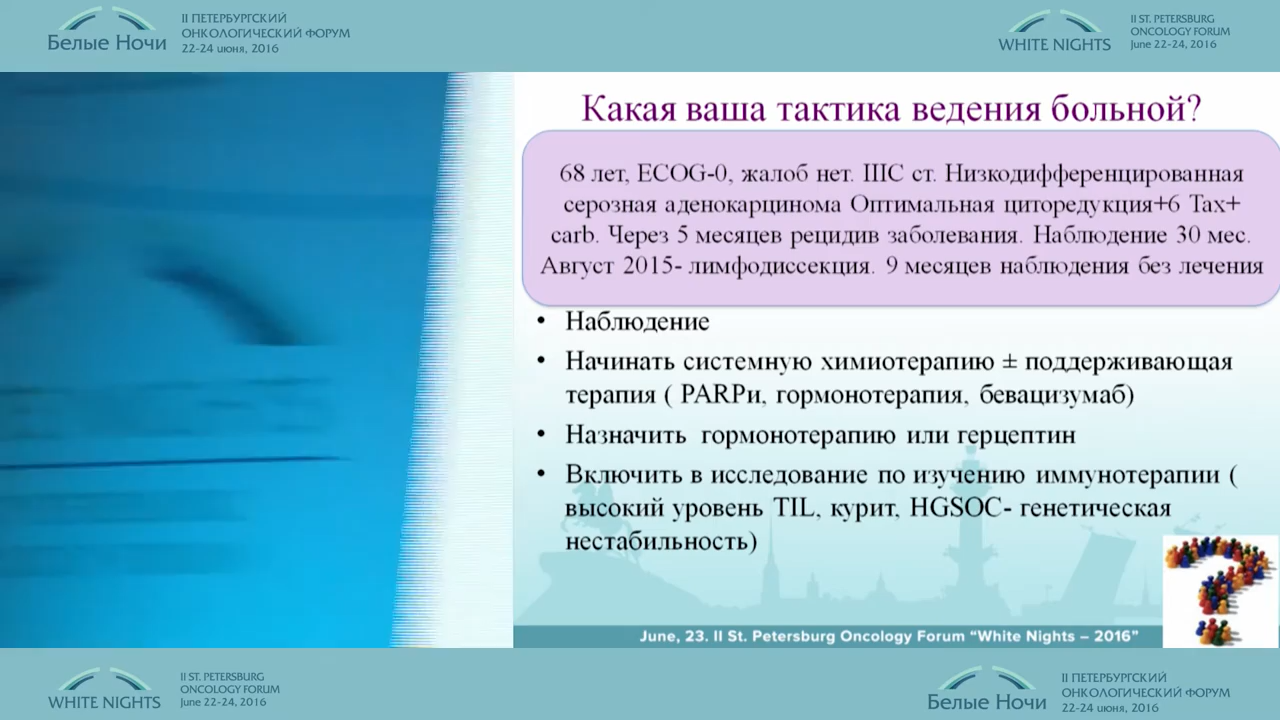 Белые Ночи
II ПЕТЕРБУРГСКИЙ
ОНКОЛОГИЧЕСКИЙ ФОРУМ
22-24 июня, 2016
WHITE NIGHTS
II ST. PETERSBURG
ONCOLOGY FORUM
June 22-24, 2016
Какая ваша тактика ведения больной?
68 лет, ECOG-0, жалоб нет. IIIC ст. Низкодифференцированная
серозная аденокарцинома Оптимальная циторедукция+6 Tax+
carb. Через 5 месяцев рецидив заболевания. Наблюдение 30 мес.
Август 2015- лимфодиссекция 9 месяцев наблюдения без лечения
• Наблюдение
• Начинать системную химиотерапию ± поддерживающая
терапия ( PARPи, гормонотерапия, бевацизумаб)
• Назначить гормонотерапию или герцептин
• Включить в исследование по изучению иммунотерапии (
высокий уровень TIL, курит, HGSOC- генетическая
нестабильность)
June, 23. II St. Petersburg Oncology Forum “White Nights – 2016”
WHITE NIGHTS
II ST. PETERSBURG
ONCOLOGY FORUM
June 22-24, 2016
Белые Ночи
II ПЕТЕРБУРГСКИЙ
ОНКОЛОГИЧЕСКИЙ ФОРУМ
22-24 июня, 2016